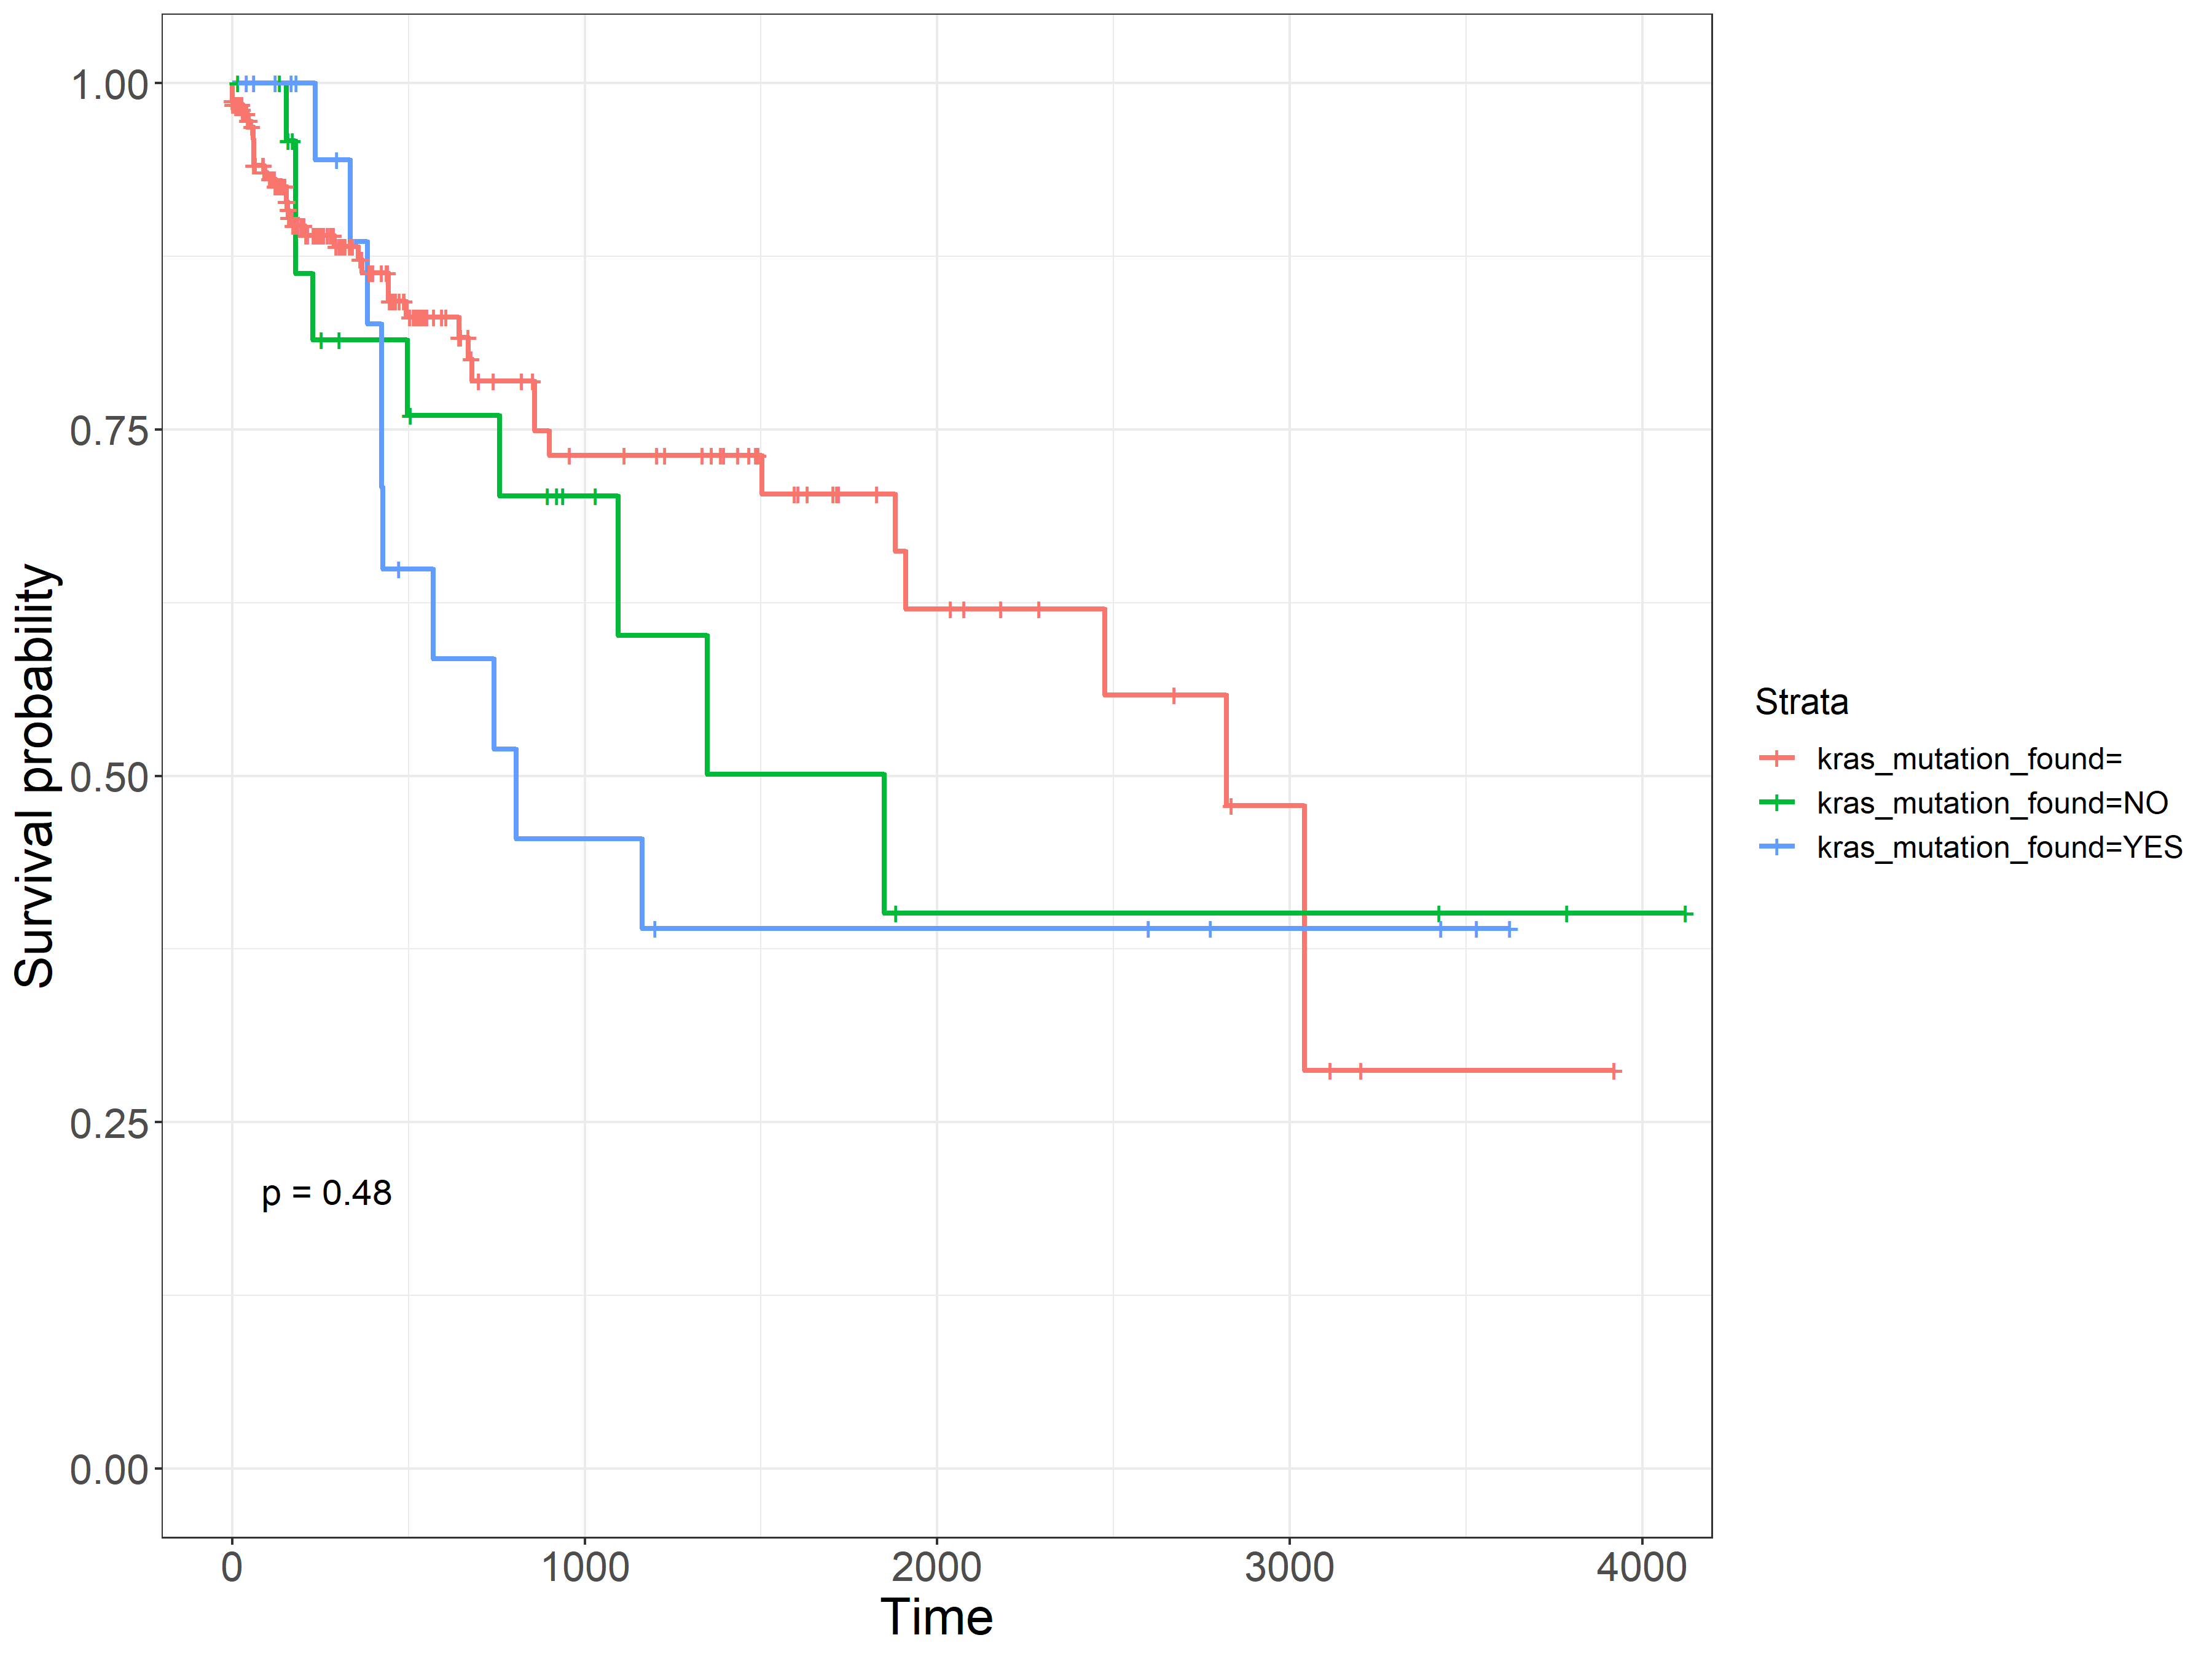 Survival probability
1.00
0.75
0.50
0.25
0.00
p = 0.48
0 1000 2000 3000 4000
Time
Strata
kras_mutation_found=
kras_mutation_found=NO
kras_mutation_found=YES